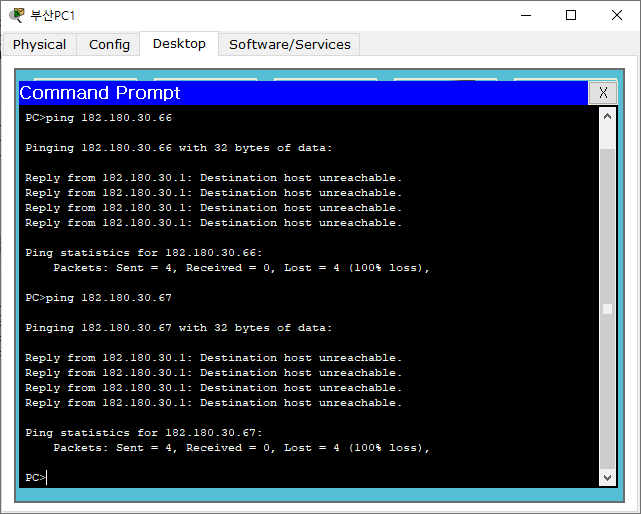 부산PC1
Physical Config Desktop Software/Services
Command Prompt X
PC>ping 182.180.30.66
Pinging 182.180.30.66 with 32 bytes of data:
Reply from 182.180.30.1: Destination host unreachable.
Reply from 182.180.30.1: Destination host unreachable.
Reply from 182.180.30.1: Destination host unreachable.
Reply from 182.180.30.1: Destination host unreachable.
Ping statistics for 182.180.30.66:
    Packets: Sent = 4, Received = 0, Lost = 4 (100% loss),
PC>ping 182.180.30.67
Pinging 182.180.30.67 with 32 bytes of data:
Reply from 182.180.30.1: Destination host unreachable.
Reply from 182.180.30.1: Destination host unreachable.
Reply from 182.180.30.1: Destination host unreachable.
Reply from 182.180.30.1: Destination host unreachable.
Ping statistics for 182.180.30.67:
    Packets: Sent = 4, Received = 0, Lost = 4 (100% loss),
PC>